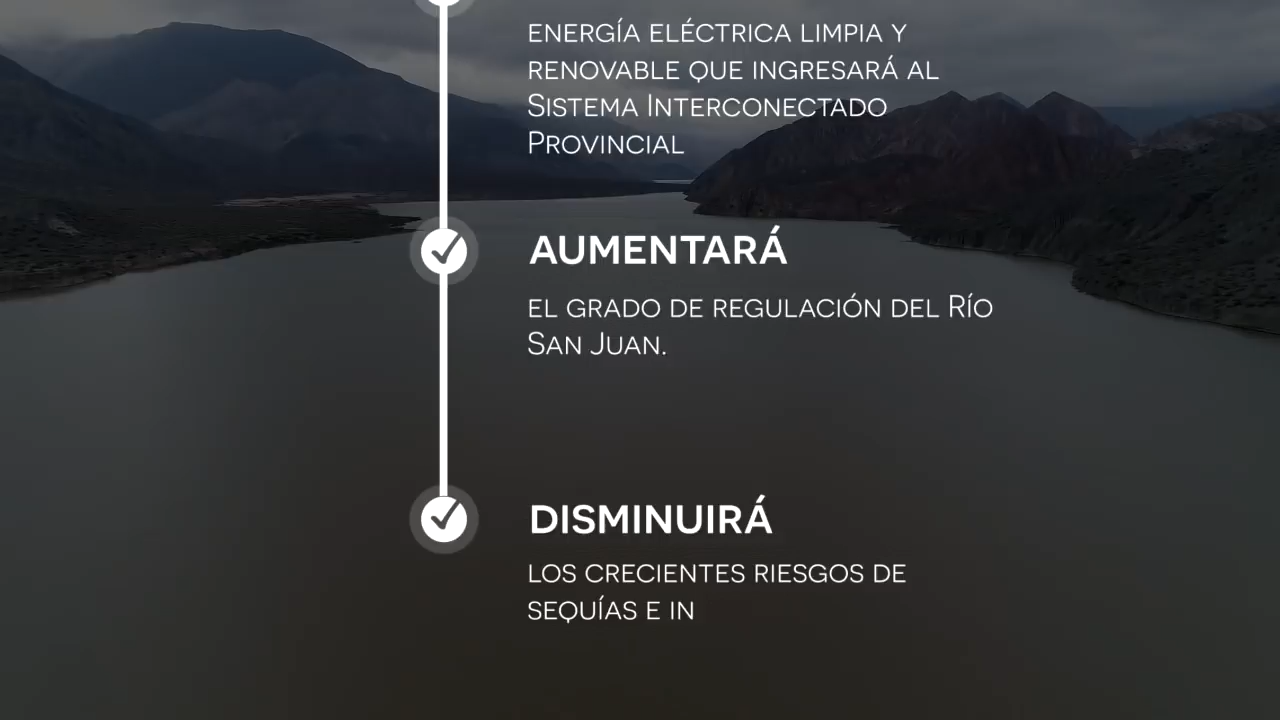 ENERGÍA ELÉCTRICA LIMPIA Y
RENOVABLE QUE INGRESARÁ AL
SISTEMA INTERCONECTADO
PROVINCIAL
AUMENTARÁ
EL GRADO DE REGULACIÓN DEL RÍO
SAN JUAN.
DISMINUIRÁ
LOS CRECIENTES RIESGOS DE
SEQUÍAS E IN